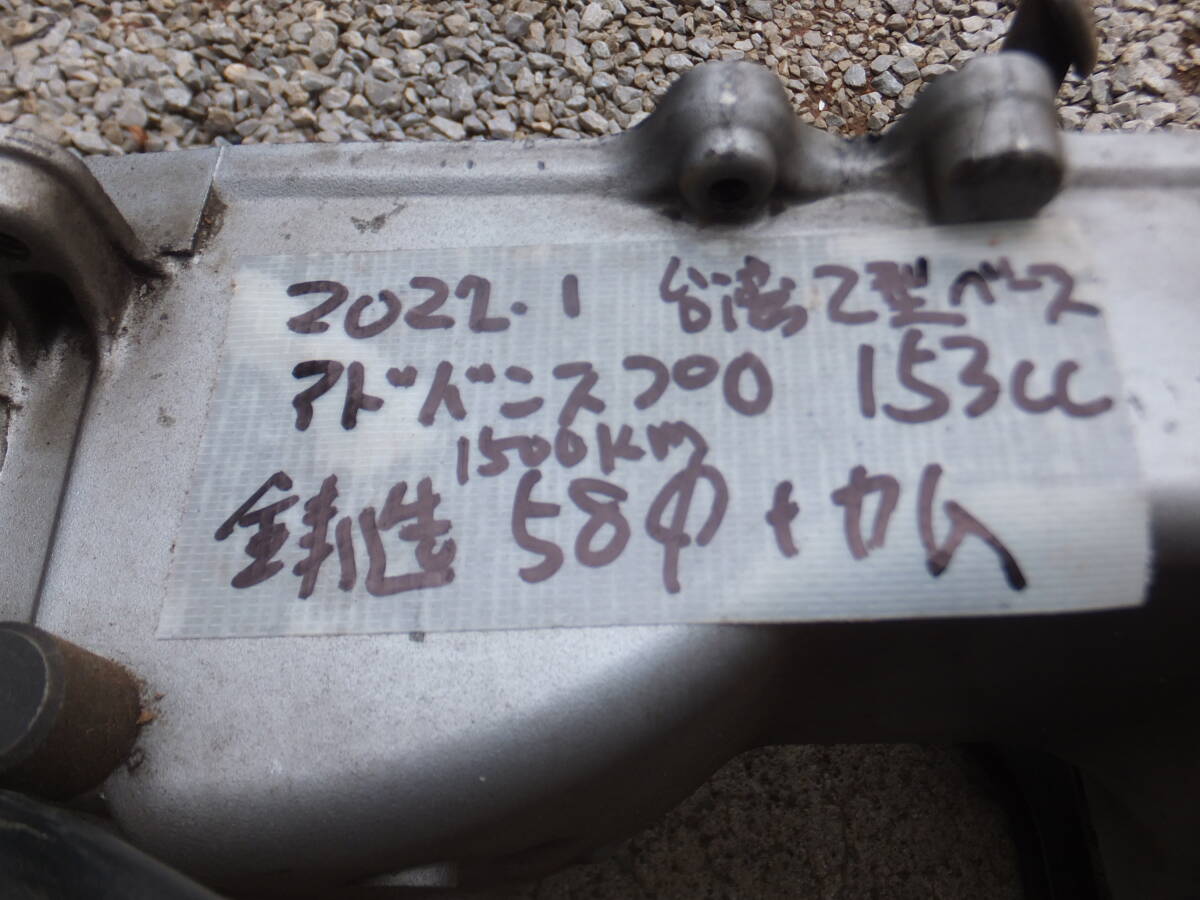 2022.1 台湾2型ベース
アドバンスプロ 153cc
1500km
鋳造 58φ+カム